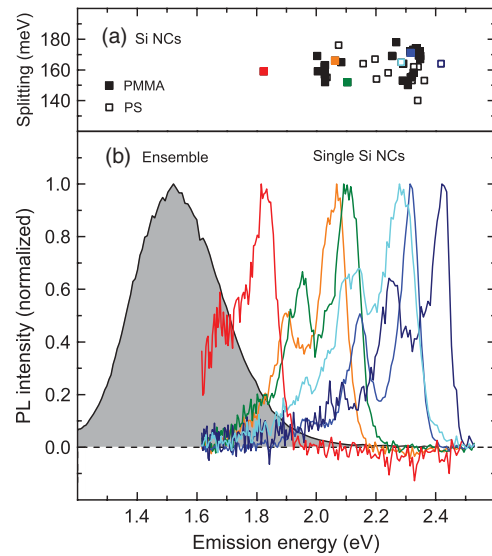 (a) Si NCs
PMMA
PS
Splitting (meV)
180
160
140
(b) Ensemble
Single Si NCs
PL intensity (normalized)
1.0
0.8
0.6
0.4
0.2
0.0
1.4 1.6 1.8 2.0 2.2 2.4
Emission energy (eV)